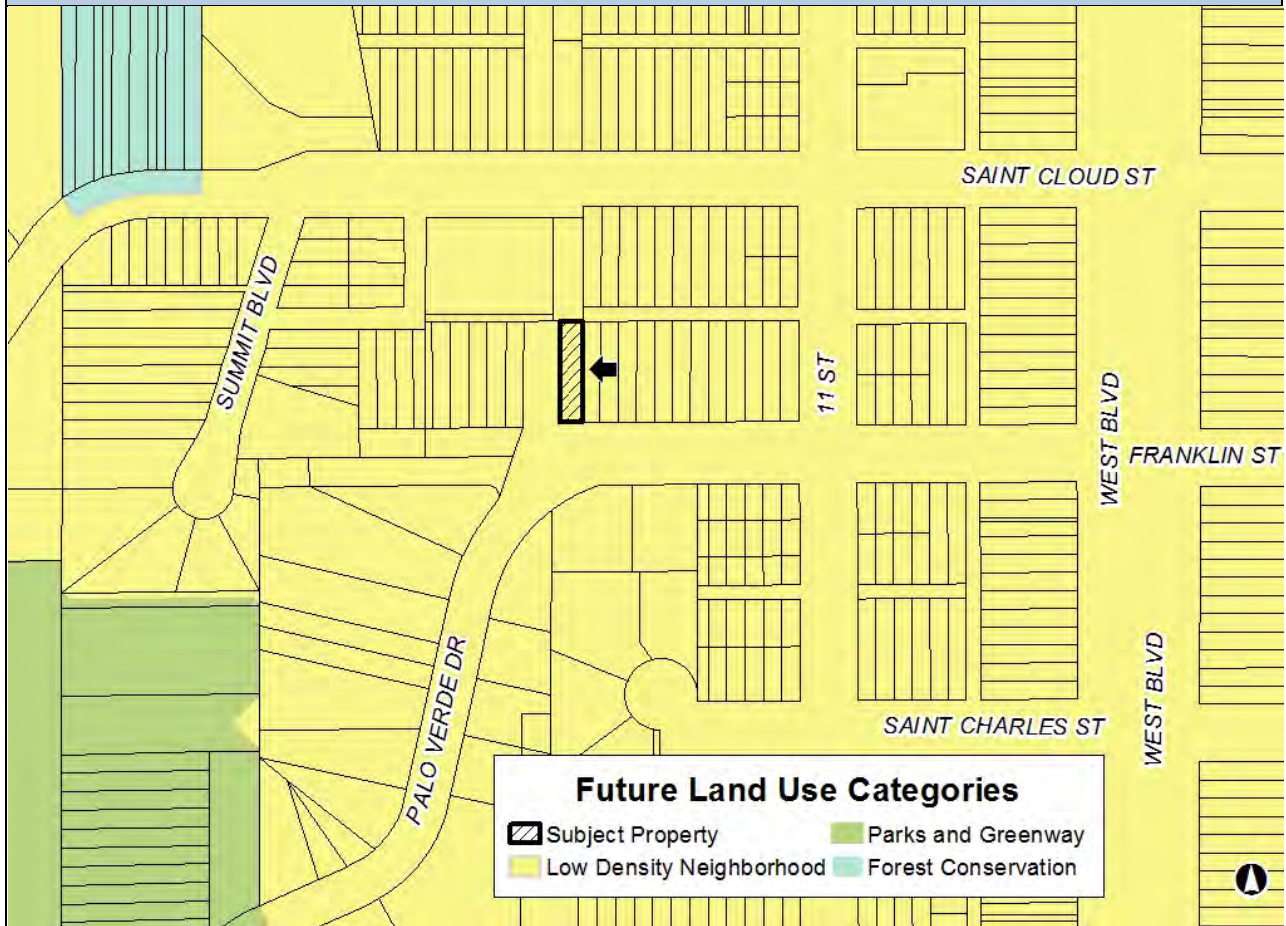 SAINT CLOUD ST
SUMMIT BLVD
11 ST
WEST BLVD
FRANKLIN ST
PALO VERDE DR
WEST BLVD
SAINT CHARLES ST
Future Land Use Categories
Subject Property
Parks and Greenway
Low Density Neighborhood
Forest Conservation